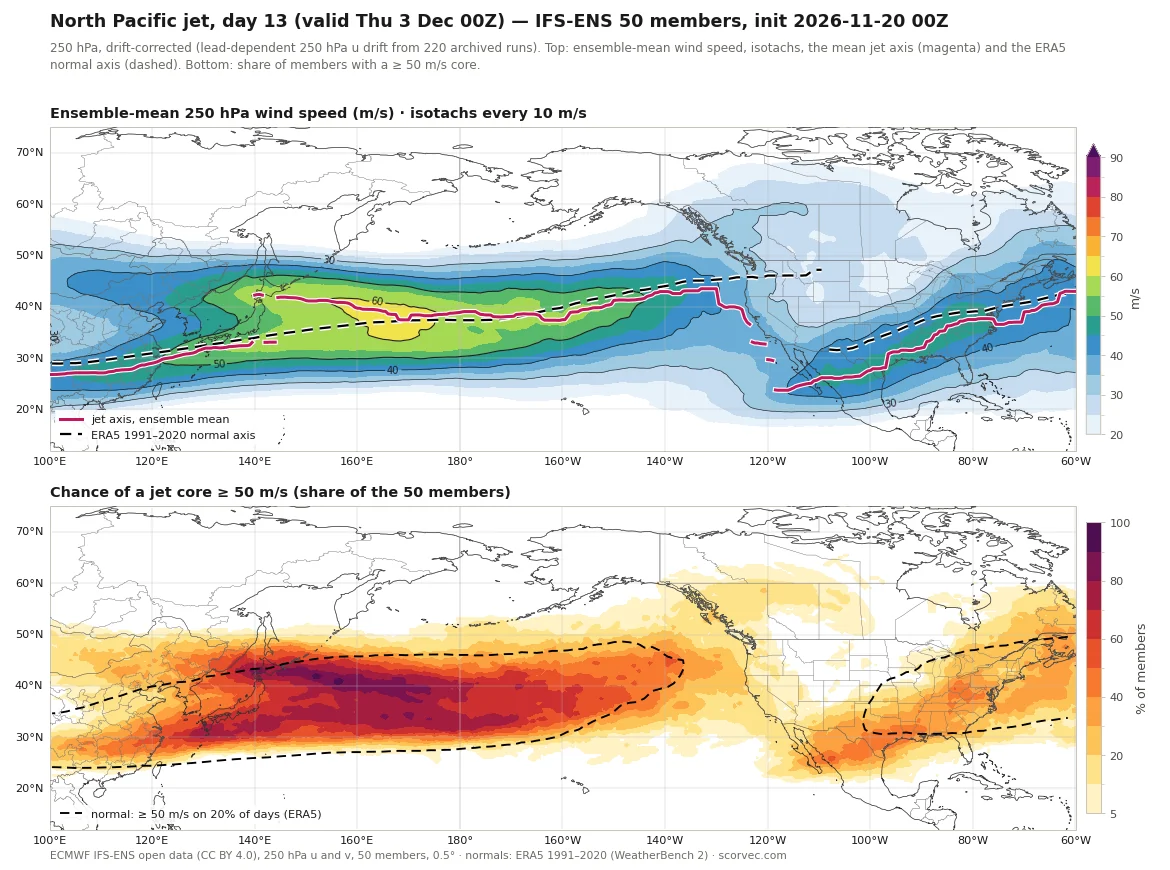 North Pacific jet, day 13 (valid Thu 3 Dec 00Z) — IFS-ENS 50 members, init 2026-11-20 00Z
250 hPa, drift-corrected (lead-dependent 250 hPa u drift from 220 archived runs). Top: ensemble-mean wind speed, isotachs, the mean jet axis (magenta) and the ERA5
normal axis (dashed). Bottom: share of members with a ≥ 50 m/s core.
Ensemble-mean 250 hPa wind speed (m/s) · isotachs every 10 m/s
70°N
60°N
50°N
40°N
30°N
20°N
30
60
50
40
30
40
30
jet axis, ensemble mean
ERA5 1991–2020 normal axis
100°E 120°E 140°E 160°E 180° 160°W 140°W 120°W 100°W 80°W 60°W
90
80
70
60
50
40
30
20
m/s
Chance of a jet core ≥ 50 m/s (share of the 50 members)
70°N
60°N
50°N
40°N
30°N
20°N
normal: ≥ 50 m/s on 20% of days (ERA5)
100°E 120°E 140°E 160°E 180° 160°W 140°W 120°W 100°W 80°W 60°W
100
80
60
40
20
5
% of members
ECMWF IFS-ENS open data (CC BY 4.0), 250 hPa u and v, 50 members, 0.5° · normals: ERA5 1991–2020 (WeatherBench 2) · scorvec.com